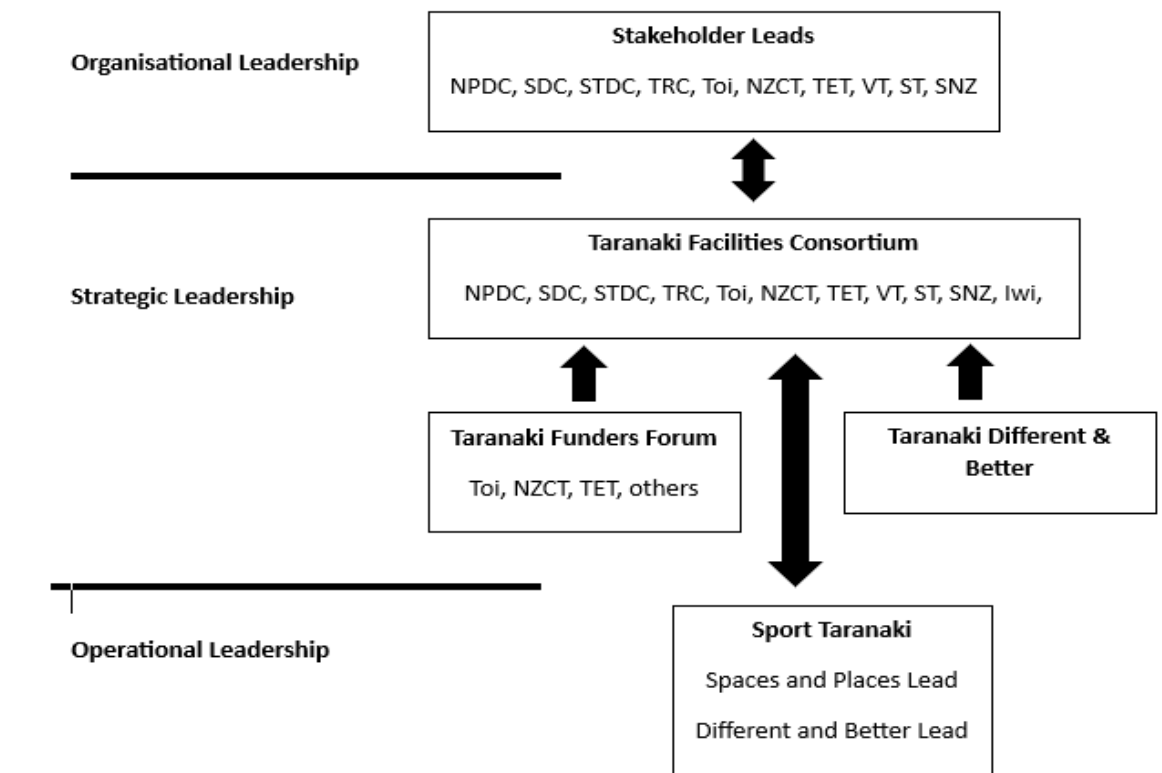 Organisational Leadership
Stakeholder Leads
NPDC, SDC, STDC, TRC, Toi, NZCT, TET, VT, ST, SNZ
Strategic Leadership
Taranaki Facilities Consortium
NPDC, SDC, STDC, TRC, Toi, NZCT, TET, VT, ST, SNZ, Iwi,
Taranaki Funders Forum
Toi, NZCT, TET, others
Taranaki Different &
Better
Operational Leadership
Sport Taranaki
Spaces and Places Lead
Different and Better Lead